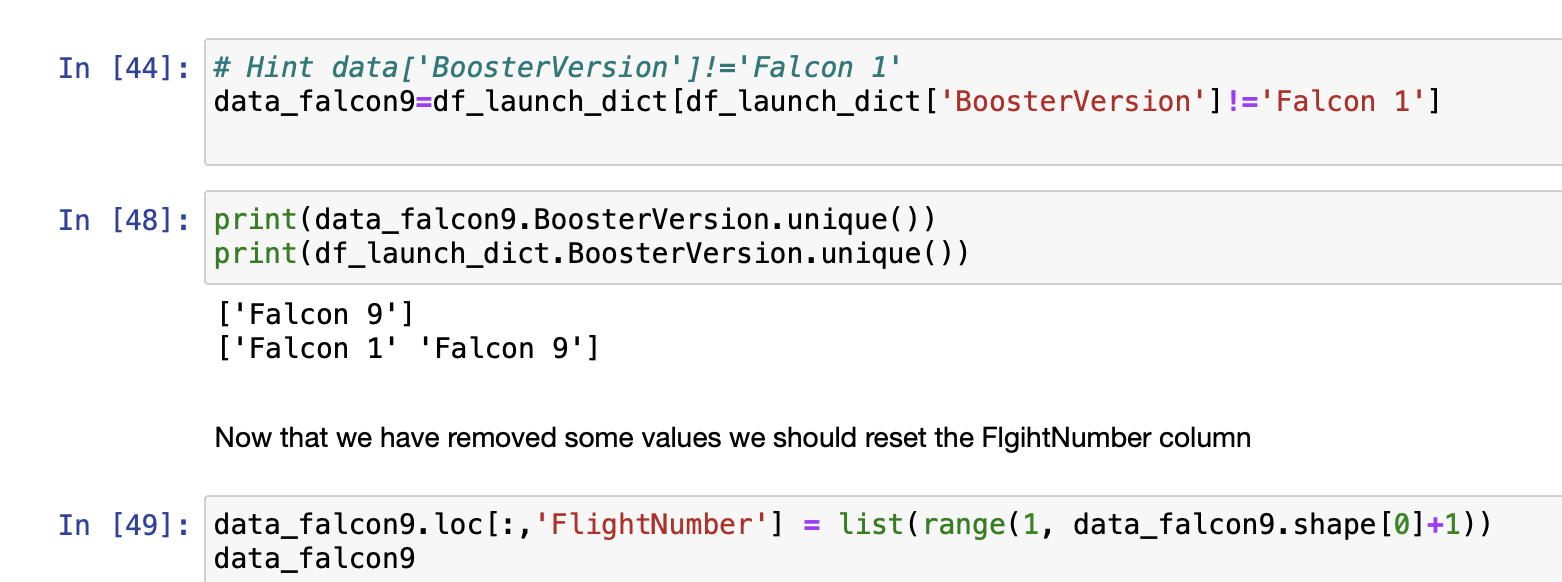 In [44]: # Hint data['BoosterVersion']!='Falcon 1'
data_falcon9=df_launch_dict[df_launch_dict['BoosterVersion']!='Falcon 1']
In [48]: print(data_falcon9.BoosterVersion.unique())
print(df_launch_dict.BoosterVersion.unique())
['Falcon 9']
['Falcon 1' 'Falcon 9']
Now that we have removed some values we should reset the FlgihtNumber column
In [49]: data_falcon9.loc[:,'FlightNumber'] = list(range(1, data_falcon9.shape[0]+1))
data_falcon9